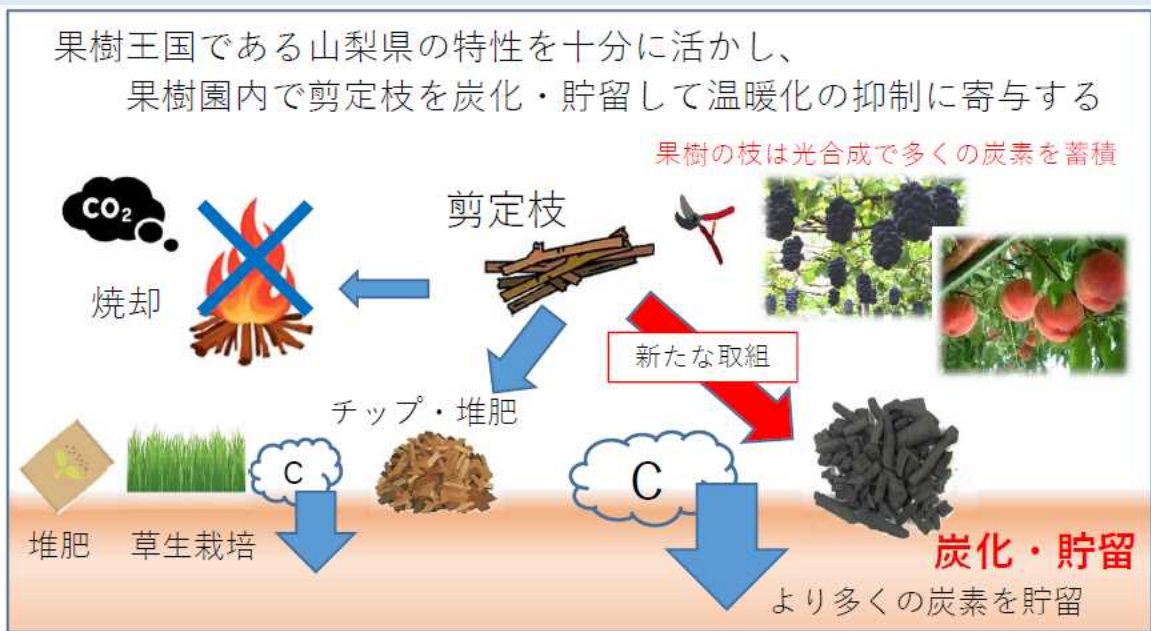 果樹王国である山梨県の特性を十分に活かし、
果樹園内で剪定枝を炭化・貯留して温暖化の抑制に寄与する
果樹の枝は光合成で多くの炭素を蓄積
CO₂
剪定枝
焼却
新たな取組
チップ・堆肥
C
C
堆肥
草生栽培
炭化・貯留
より多くの炭素を貯留